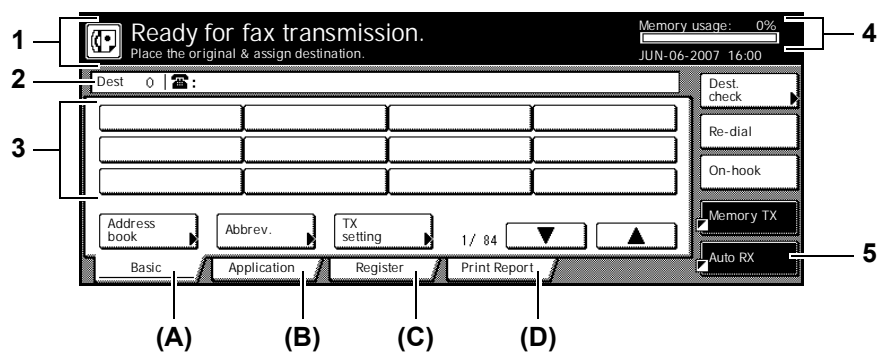 1
Ready for fax transmission.
Place the original & assign destination.
Memory usage: 0%
JUN-06-2007 16:00
4
2
Dest 0 ☎:
Dest.
check
3
Re-dial
On-hook
Memory TX
Address
book
Abbrev.
TX
setting
1/ 84
Auto RX
5
Basic
Application
Register
Print Report
(A)
(B)
(C)
(D)